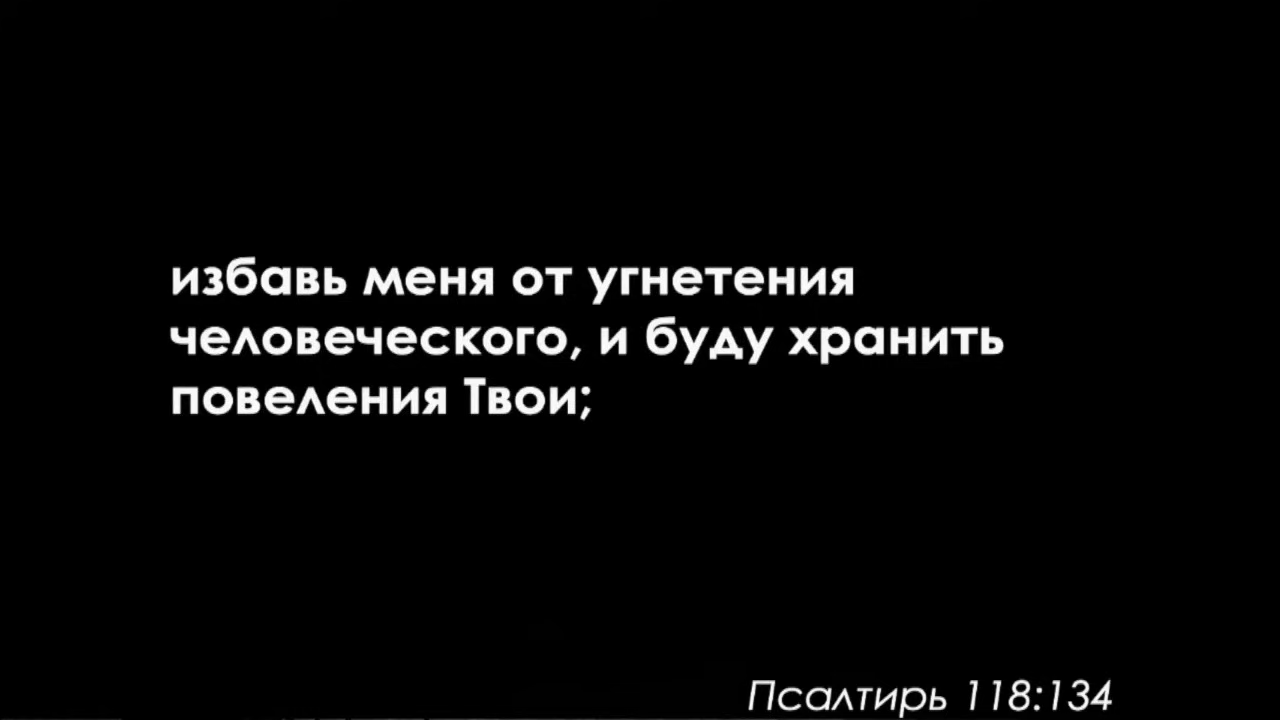 избавь меня от угнетения
человеческого, и буду хранить
повеления Твои;
Псалтирь 118:134